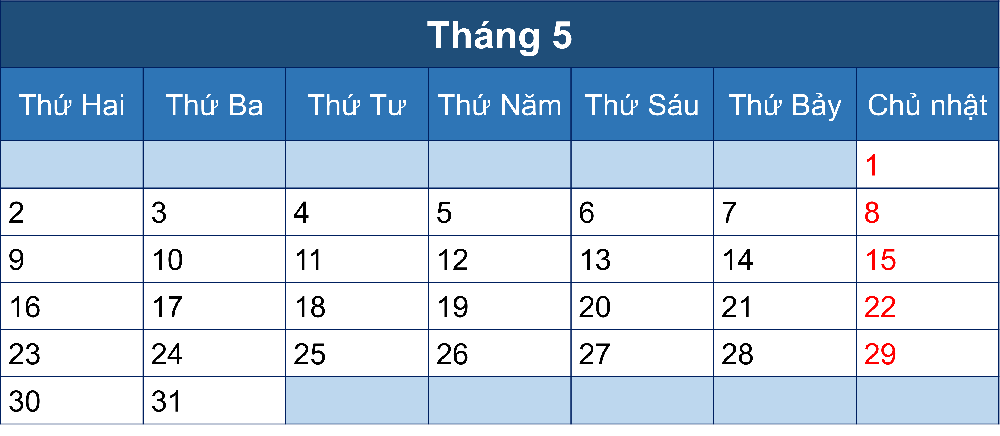 Tháng 5
Thứ Hai Thứ Ba Thứ Tư Thứ Năm Thứ Sáu Thứ Bảy Chủ nhật
1
2 3 4 5 6 7 8
9 10 11 12 13 14 15
16 17 18 19 20 21 22
23 24 25 26 27 28 29
30 31